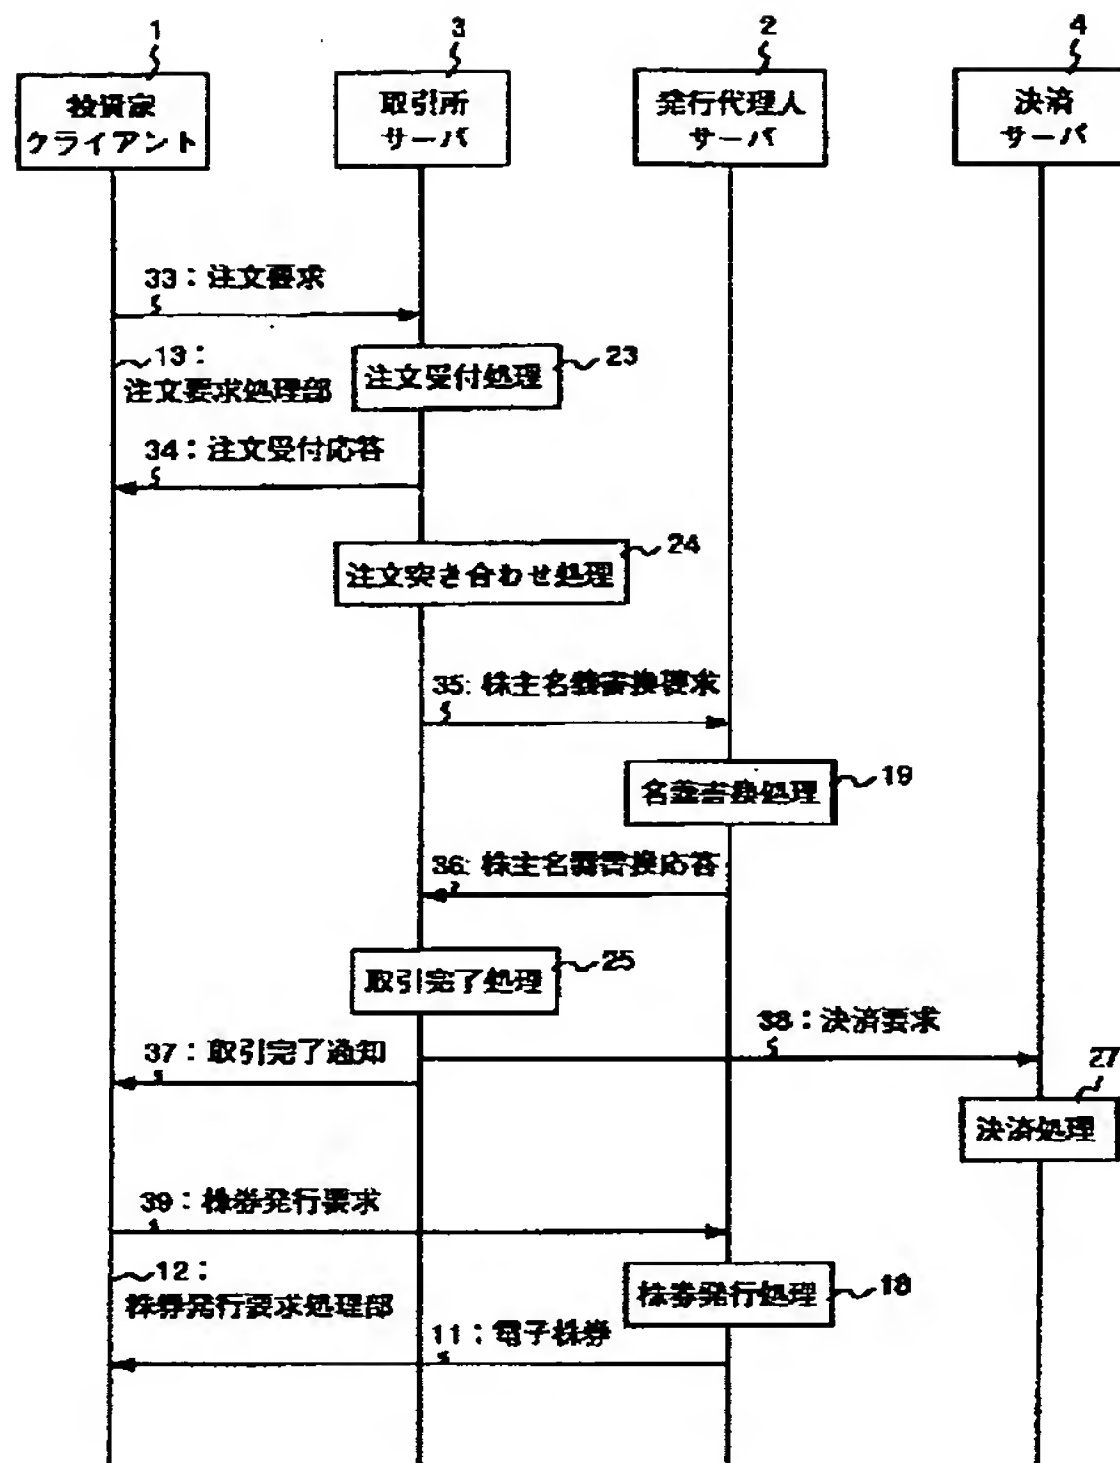 1
3
2
4
投資家
クライアント
取引所
サーバ
発行代理人
サーバ
決済
サーバ
33：注文要求
13：
注文要求処理部
注文受付処理
23
34：注文受付応答
注文突き合わせ処理
24
35：株主名義書換要求
名義書換処理
19
36：株主名義書換応答
取引完了処理
25
38：決済要求
37：取引完了通知
27
決済処理
39：株券発行要求
12：
株券発行要求処理部
株券発行処理
18
11：電子株券